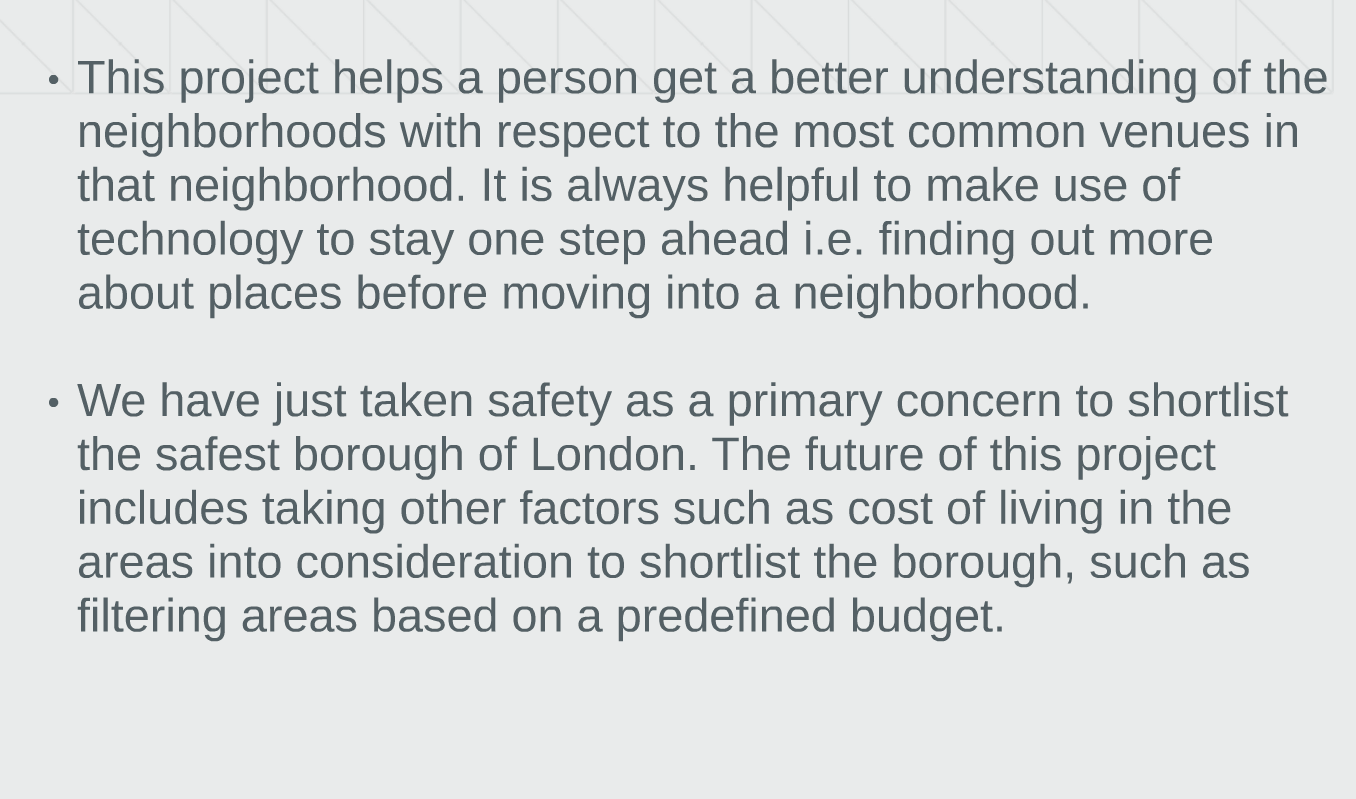 • This project helps a person get a better understanding of the
neighborhoods with respect to the most common venues in
that neighborhood. It is always helpful to make use of
technology to stay one step ahead i.e. finding out more
about places before moving into a neighborhood.
• We have just taken safety as a primary concern to shortlist
the safest borough of London. The future of this project
includes taking other factors such as cost of living in the
areas into consideration to shortlist the borough, such as
filtering areas based on a predefined budget.